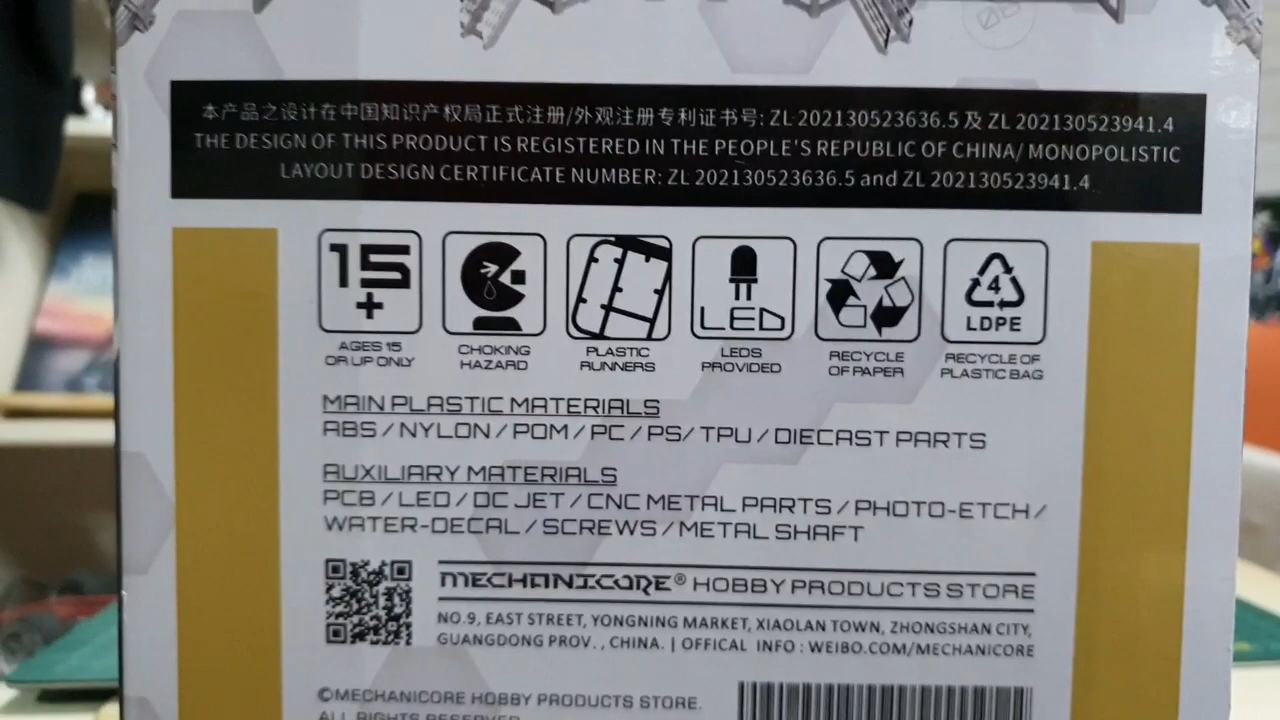 本产品之设计在中国知识产权局正式注册/外观注册专利证书号: ZL 202130523636.5 及 ZL 202130523941.4
THE DESIGN OF THIS PRODUCT IS REGISTERED IN THE PEOPLE'S REPUBLIC OF CHINA/ MONOPOLISTIC
LAYOUT DESIGN CERTIFICATE NUMBER: ZL 202130523636.5 and ZL 202130523941.4
15
+
LED
4
LDPE
AGES 15
OR UP ONLY
CHOKING
HAZARD
PLASTIC
RUNNERS
LEDS
PROVIDED
RECYCLE
OF PAPER
RECYCLE OF
PLASTIC BAG
MAIN PLASTIC MATERIALS
ABS / NYLON / POM / PC / PS / TPU / DIECAST PARTS
AUXILIARY MATERIALS
PCB / LED / DC JET / CNC METAL PARTS / PHOTO-ETCH /
WATER-DECAL / SCREWS / METAL SHAFT
MECHANICORE® HOBBY PRODUCTS STORE
NO.9, EAST STREET, YONGNING MARKET, XIAOLAN TOWN, ZHONGSHAN CITY,
GUANGDONG PROV. , CHINA. | OFFICAL INFO : WEIBO.COM/MECHANICORE
©MECHANICORE HOBBY PRODUCTS STORE.
ALL RIGHTS RESERVED